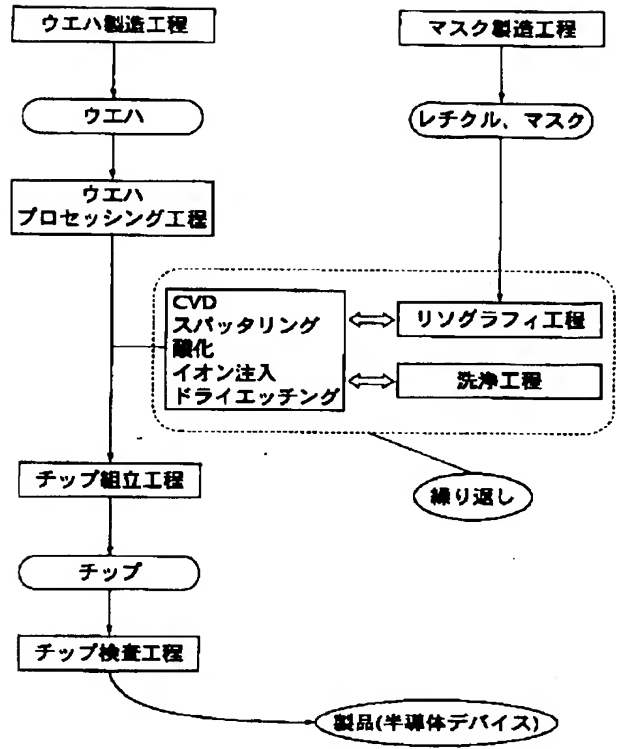 ウエハ製造工程
マスク製造工程
ウエハ
レチクル、マスク
ウエハ
プロセッシング工程
CVD
スパッタリング
酸化
イオン注入
ドライエッチング
リソグラフィ工程
洗浄工程
繰り返し
チップ組立工程
チップ
チップ検査工程
製品(半導体デバイス)